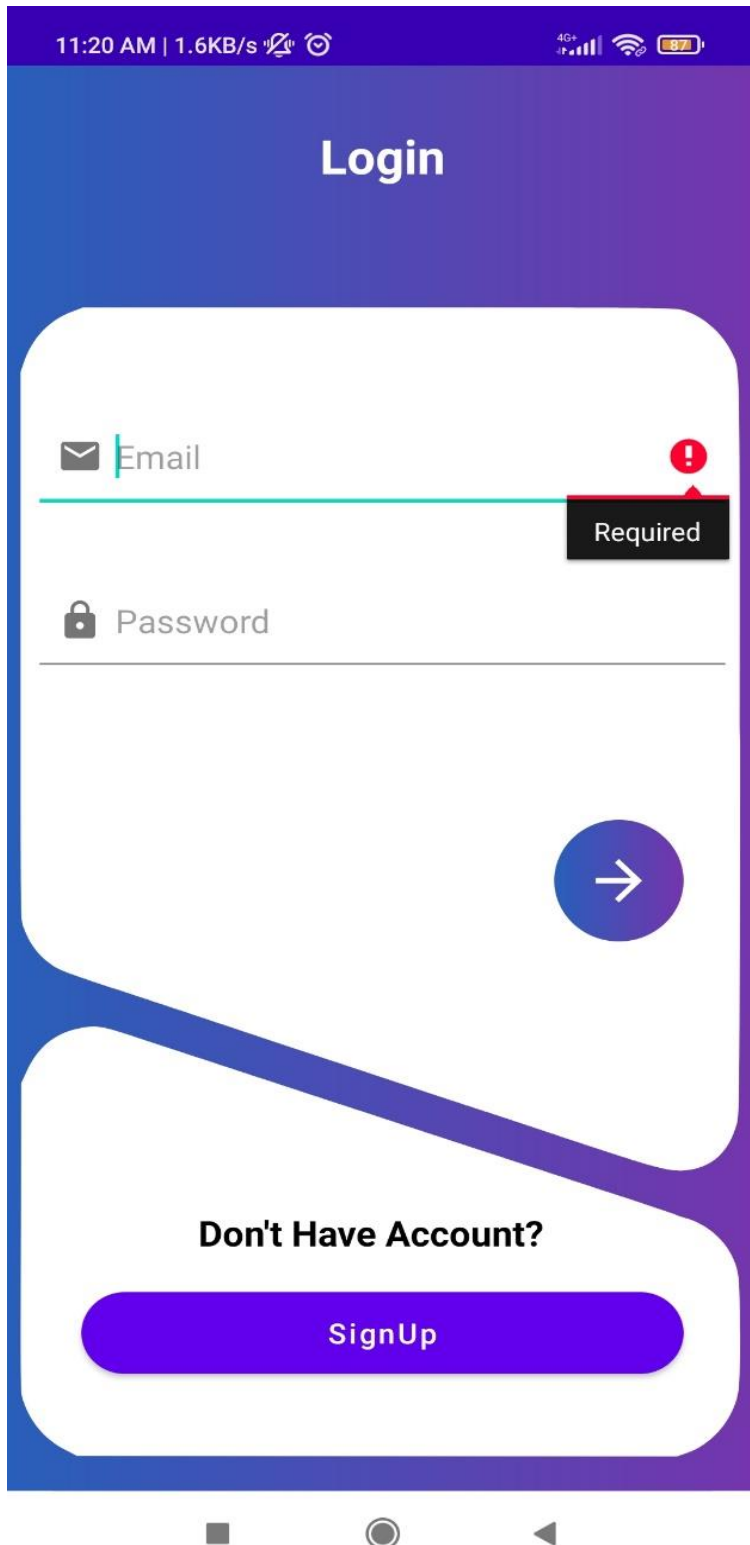 11:20 AM | 1.6KB/s 4G+ 87
Login
Email
Required
Password
Don't Have Account?
SignUp